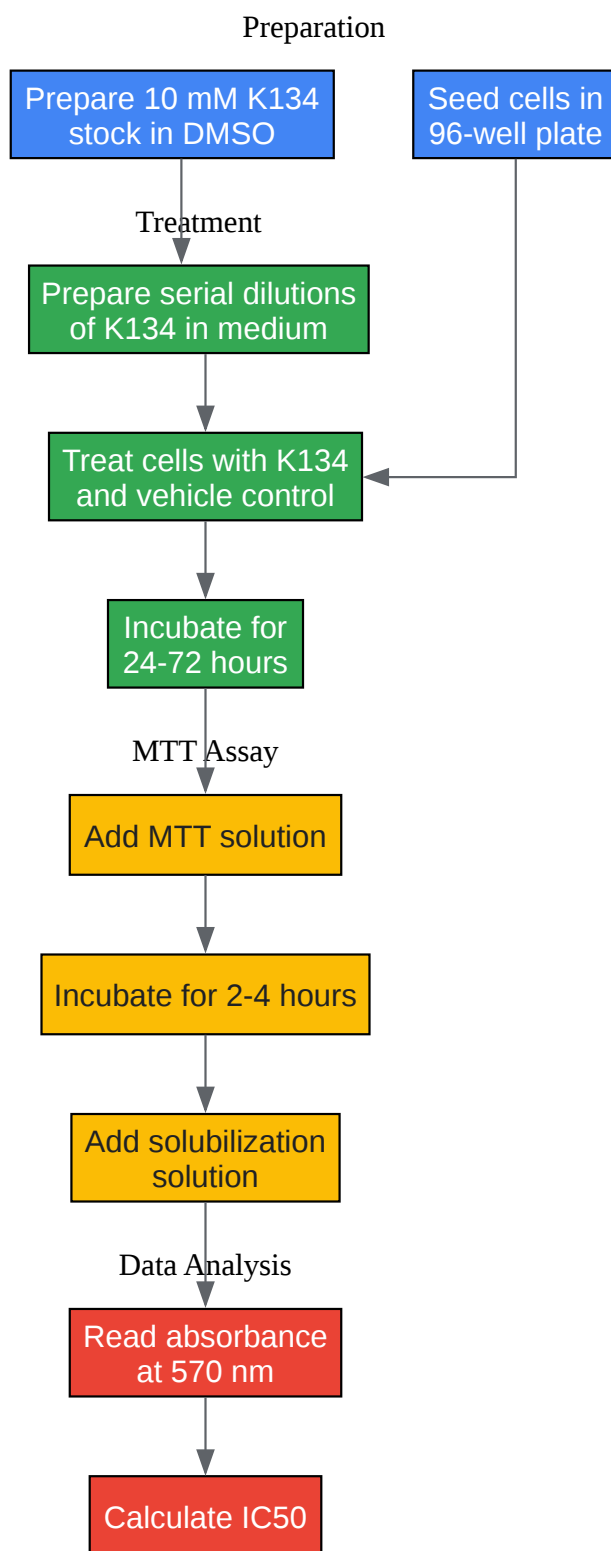 Preparation
Prepare 10 mM K134
stock in DMSO
Seed cells in
96-well plate
Treatment
Prepare serial dilutions
of K134 in medium
Treat cells with K134
and vehicle control
Incubate for
24-72 hours
MTT Assay
Add MTT solution
Incubate for 2-4 hours
Add solubilization
solution
Data Analysis
Read absorbance
at 570 nm
Calculate IC50